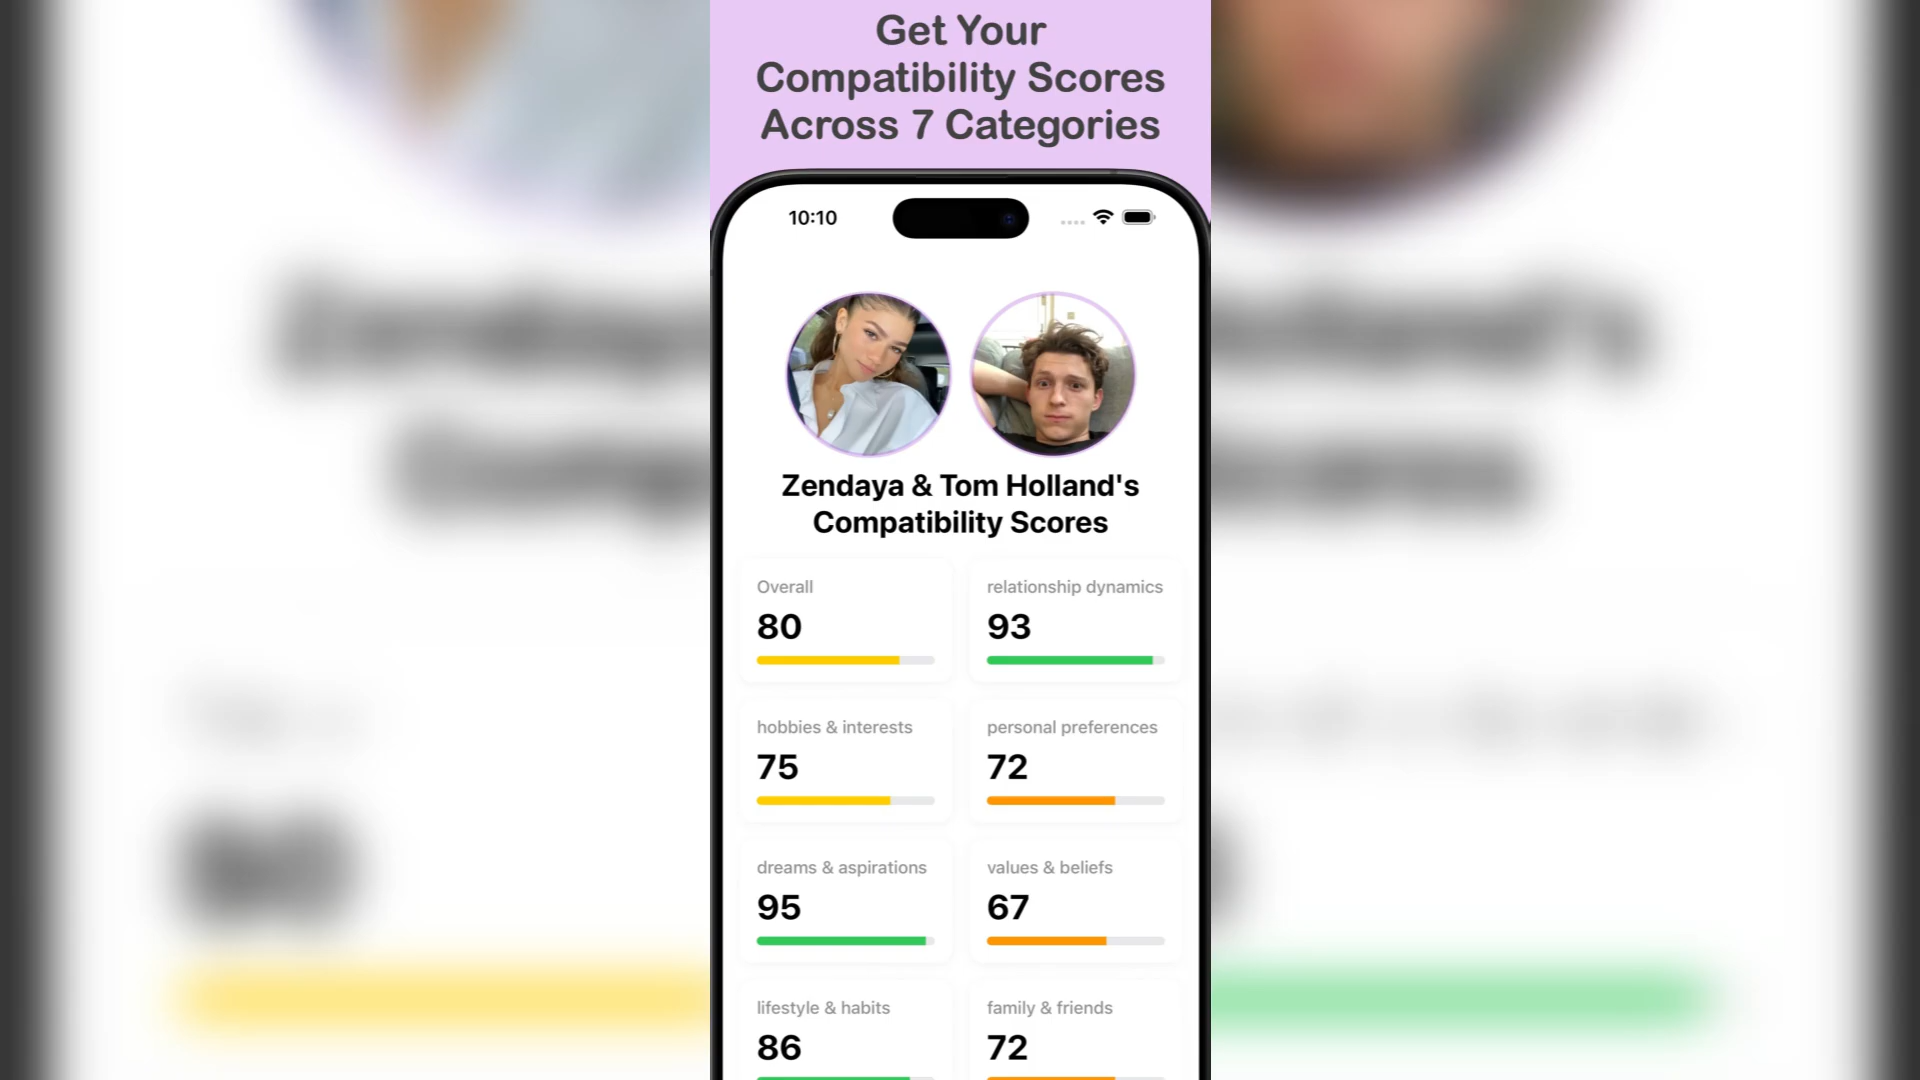 Get Your
Compatibility Scores
Across 7 Categories
10:10
Zendaya & Tom Holland's
Compatibility Scores
Overall
80
relationship dynamics
93
hobbies & interests
75
personal preferences
72
dreams & aspirations
95
values & beliefs
67
lifestyle & habits
86
family & friends
72